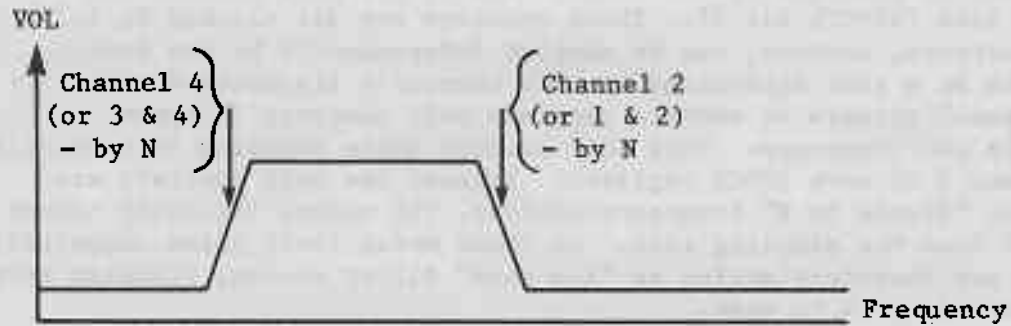 VOL
Channel 4
(or 3 & 4)
- by N
Channel 2
(or 1 & 2)
- by N
Frequency